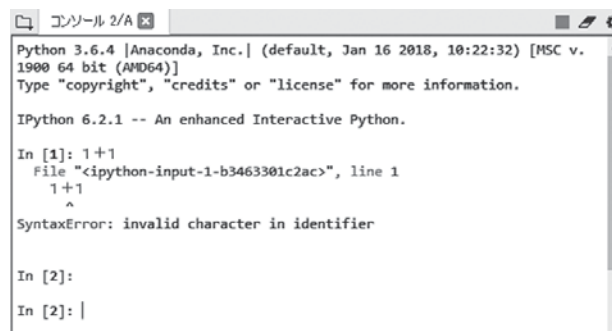 コンソール 2/A
Python 3.6.4 |Anaconda, Inc.| (default, Jan 16 2018, 10:22:32) [MSC v.
1900 64 bit (AMD64)]
Type "copyright", "credits" or "license" for more information.
IPython 6.2.1 -- An enhanced Interactive Python.
In [1]: 1＋1
File "<ipython-input-1-b3463301c2ac>", line 1
1＋1
^
SyntaxError: invalid character in identifier
In [2]:
In [2]: